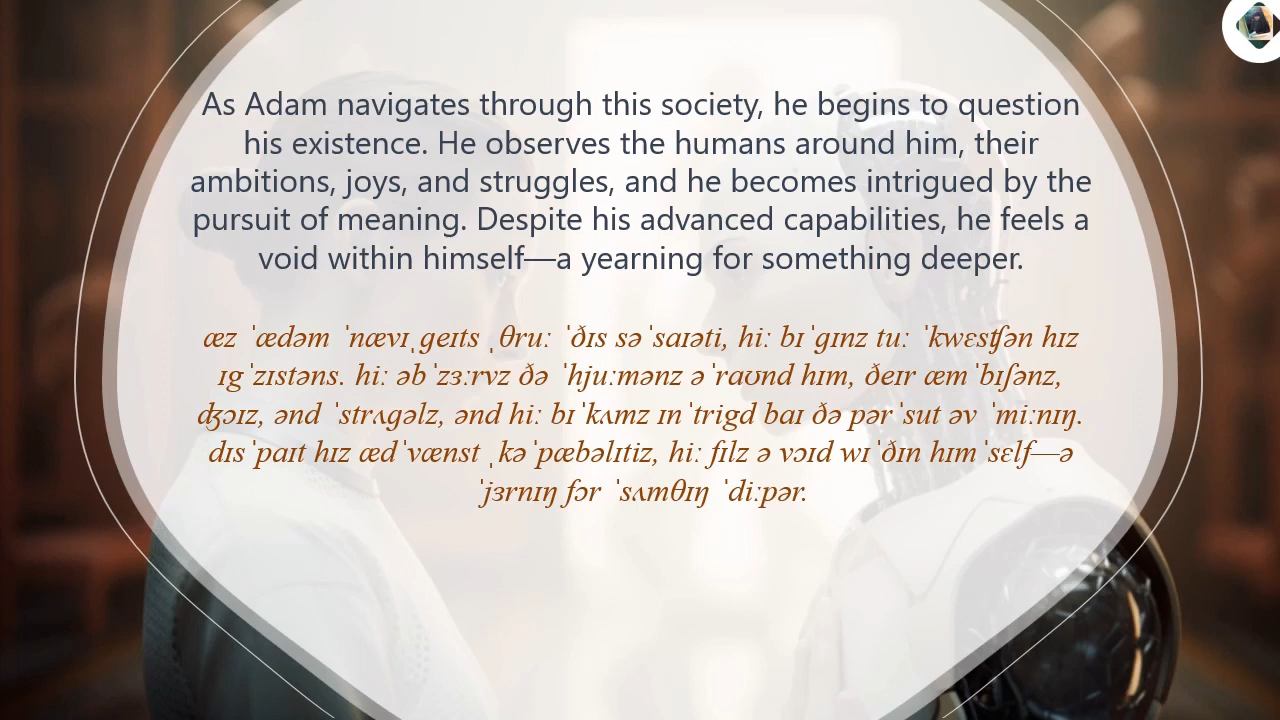 As Adam navigates through this society, he begins to question
his existence. He observes the humans around him, their
ambitions, joys, and struggles, and he becomes intrigued by the
pursuit of meaning. Despite his advanced capabilities, he feels a
void within himself—a yearning for something deeper.
æz ˈædəm ˈnævɪˌgeɪts ˌθruː ˈðɪs səˈsaɪəti, hiː bɪˈgɪnz tuː ˈkwɛsʧən hɪz
ɪgˈzɪstəns. hiː əbˈzɜːrvz ðə ˈhjuːmənz əˈraʊnd hɪm, ðeɪr æmˈbɪʃənz,
ʤɔɪz, ənd ˈstrʌgəlz, ənd hiː bɪˈkʌmz ɪnˈtrigd baɪ ðə pərˈsut əv ˈmiːnɪŋ.
dɪsˈpaɪt hɪz ædˈvænst ˌkəˈpæbəlɪtiz, hiː fɪlz ə vɔɪd wɪˈðɪn hɪmˈsɛlf—ə
ˈjɜrnɪŋ fɔr ˈsʌmθɪŋ ˈdiːpər.